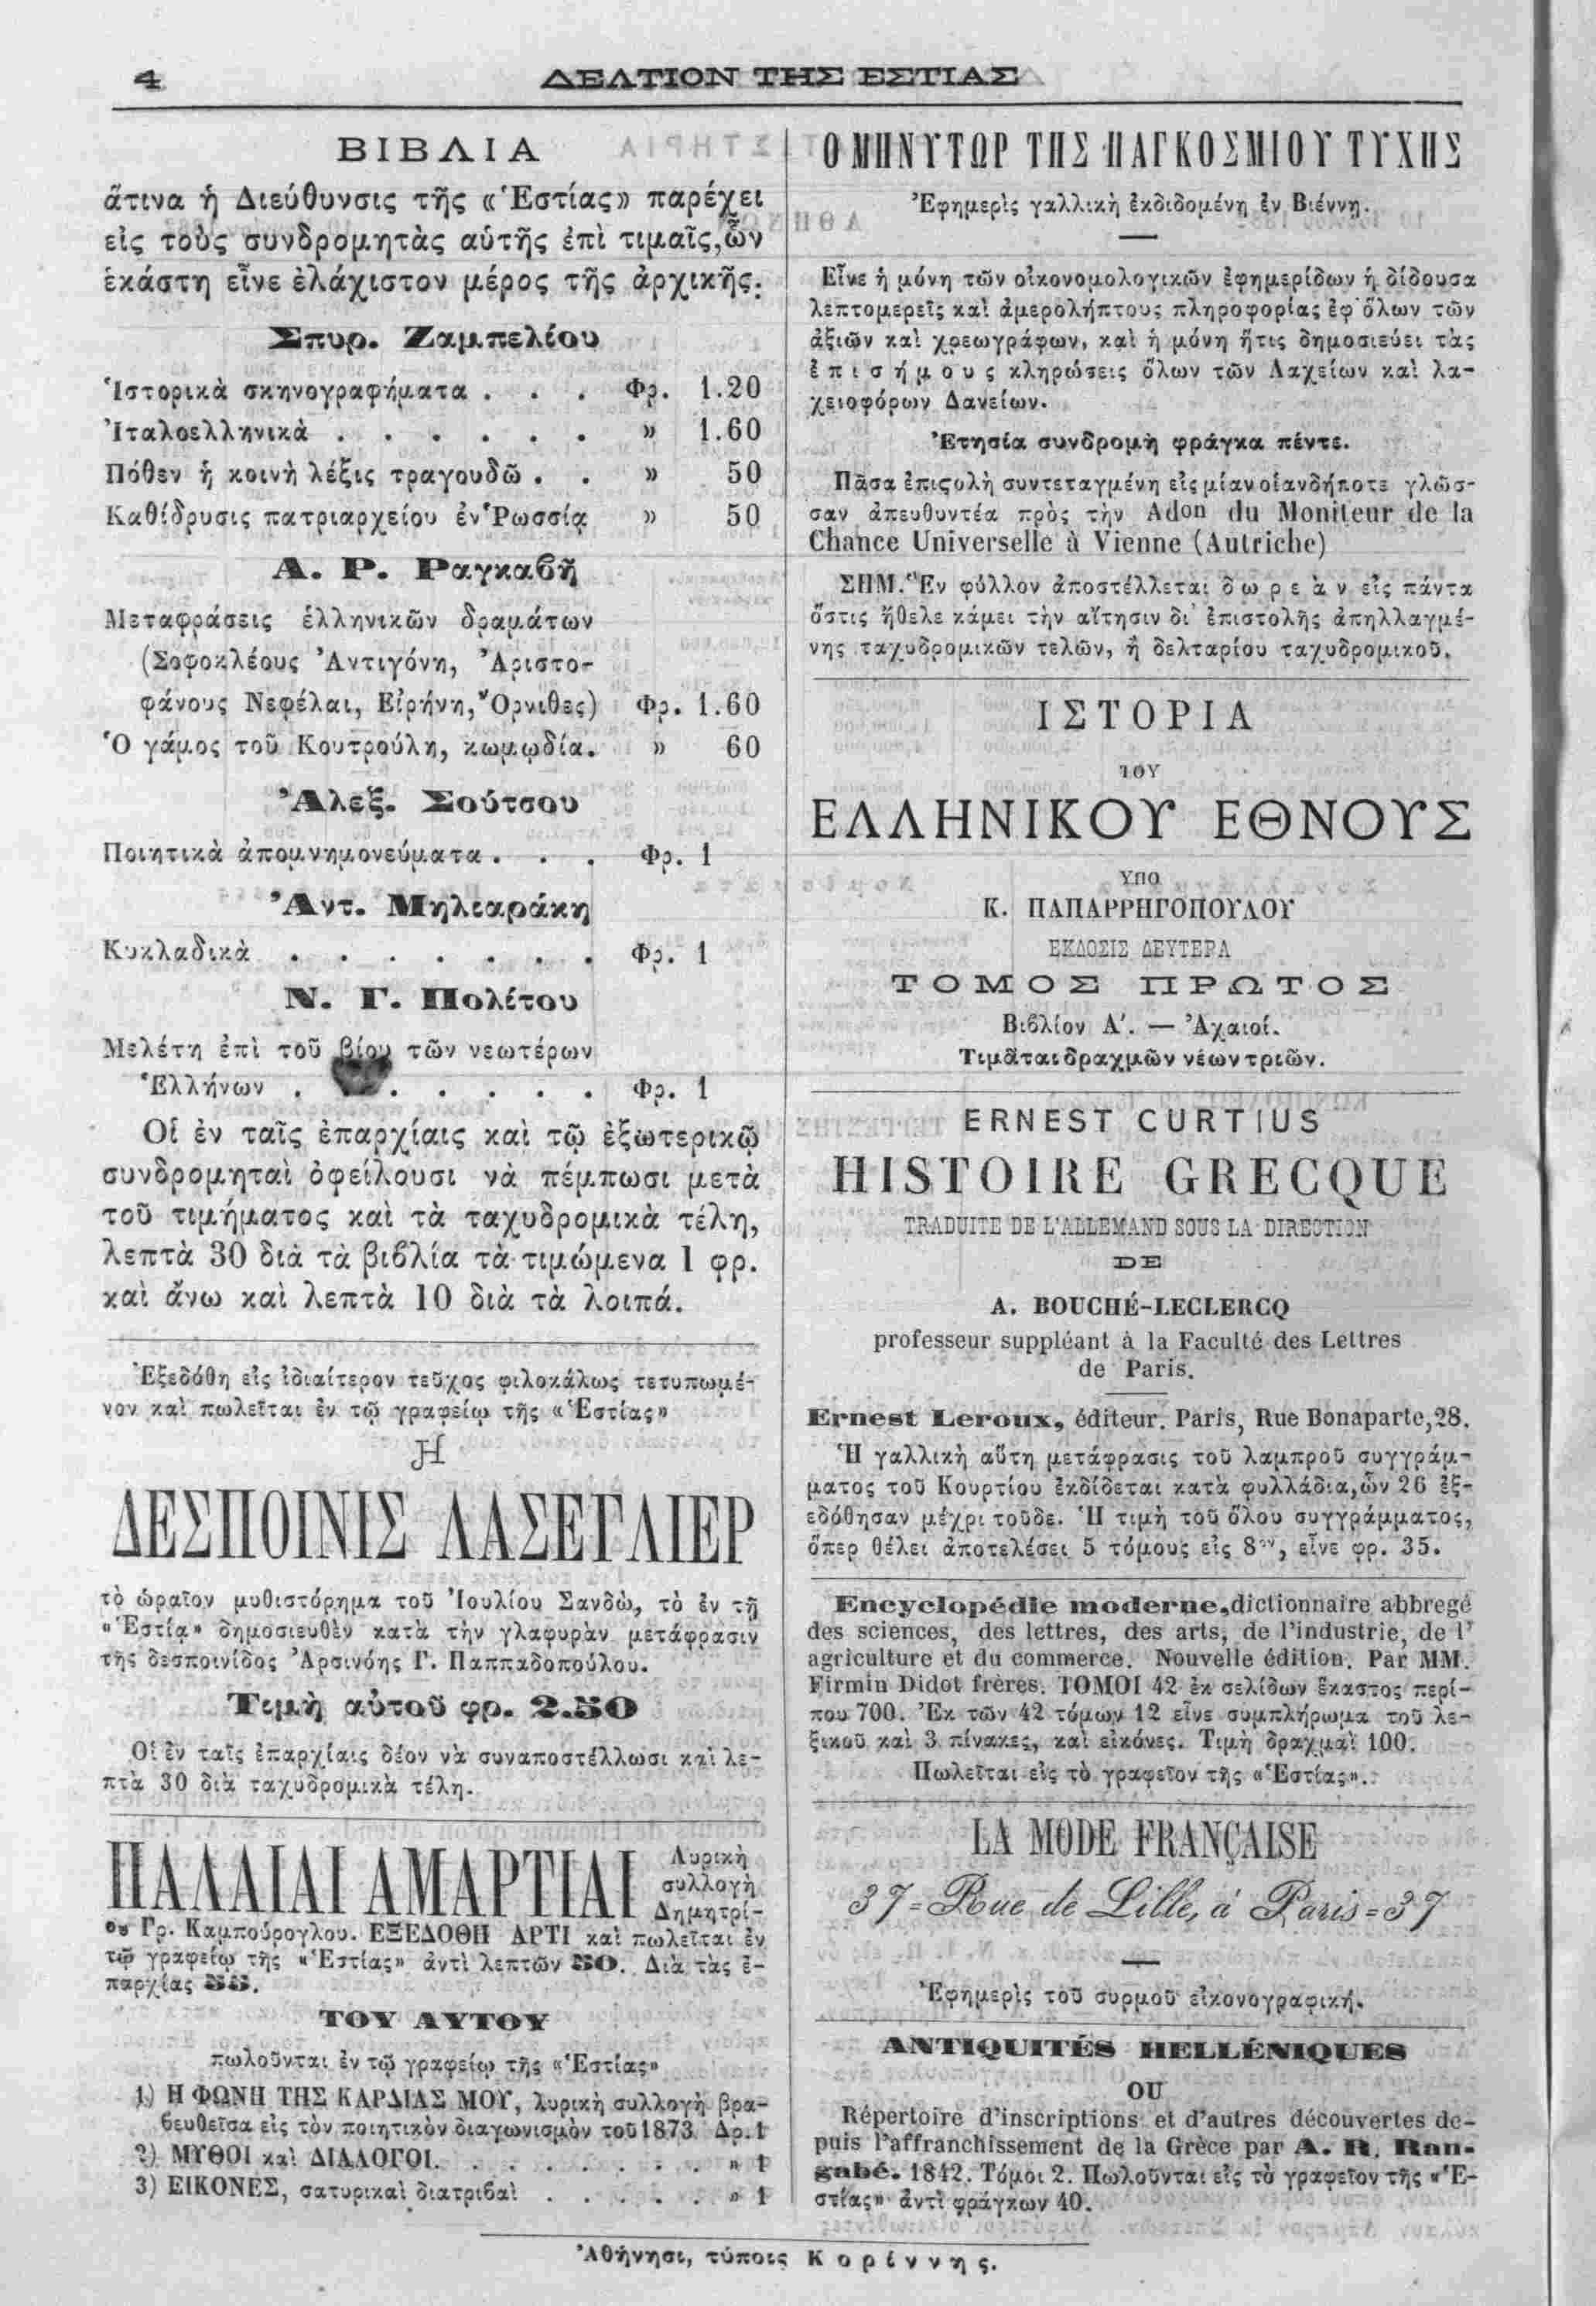 4
ΔΕΛΤΙΟΝ ΤΗΣ ΕΣΤΙΑΣ
ΒΙΒΛΙΑ
ἅτινα ἡ Διεύθυνσις τῆς «Ἑστίας» παρέχει
εἰς τοὺς συνδρομητὰς αὑτῆς ἐπὶ τιμαῖς, ὧν
ἑκάστη εἶνε ἐλάχιστον μέρος τῆς ἀρχικῆς.
Σπυρ. Ζαμπελίου
Ἱστορικὰ σκηνογραφήματα . . . Φρ. 1.20
Ἰταλοελληνικὰ . . . . . . » 1.60
Πόθεν ἡ κοινὴ λέξις τραγουδῶ . . » 50
Καθίδρυσις πατριαρχείου ἐν Ῥωσσίᾳ » 50
Α. Ρ. Ραγκαβῆ
Μεταφράσεις ἑλληνικῶν δραμάτων
(Σοφοκλέους Ἀντιγόνη, Ἀριστο-
φάνους Νεφέλαι, Εἰρήνη, Ὄρνιθες) Φρ. 1.60
Ὁ γάμος τοῦ Κουτρούλη, κωμῳδία. » 60
Ἀλεξ. Σούτσου
Ποιητικὰ ἀπομνημονεύματα . . . Φρ. 1
Ἀντ. Μηλιαράκη
Κυκλαδικὰ . . . . . . . Φρ. 1
Ν. Γ. Πολίτου
Μελέτη ἐπὶ τοῦ βίου τῶν νεωτέρων
Ἑλλήνων . . . . . . Φρ. 1
Οἱ ἐν ταῖς ἐπαρχίαις καὶ τῷ ἐξωτερικῷ
συνδρομηταὶ ὀφείλουσι νὰ πέμπωσι μετὰ
τοῦ τιμήματος καὶ τὰ ταχυδρομικὰ τέλη,
λεπτὰ 30 διὰ τὰ βιβλία τὰ τιμώμενα 1 φρ.
καὶ ἄνω καὶ λεπτὰ 10 διὰ τὰ λοιπά.
Ἐξεδόθη εἰς ἰδιαίτερον τεῦχος φιλοκάλως τετυπωμέ-
νον καὶ πωλεῖται ἐν τῷ γραφείῳ τῆς «Ἑστίας»
Η
ΔΕΣΠΟΙΝΙΣ ΛΑΣΕΓΛΙΕΡ
τὸ ὡραῖον μυθιστόρημα τοῦ Ἰουλίου Σανδώ, τὸ ἐν τῇ
«Ἑστίᾳ» δημοσιευθὲν κατὰ τὴν γλαφυρὰν μετάφρασιν
τῆς δεσποινίδος Ἀρσινόης Γ. Παππαδοπούλου.
Τιμὴ αὐτοῦ φρ. 2.50
Οἱ ἐν ταῖς ἐπαρχίαις δέον νὰ συναποστέλλωσι καὶ λε-
πτὰ 30 διὰ ταχυδρομικὰ τέλη.
ΠΑΛΑΙΑΙ ΑΜΑΡΤΙΑΙ Λυρικὴ
συλλογὴ
Δημητρί-
ου Γρ. Καμπούρογλου. ΕΞΕΔΟΘΗ ΑΡΤΙ καὶ πωλεῖται ἐν
τῷ γραφείῳ τῆς «Ἑστίας» ἀντὶ λεπτῶν 50. Διὰ τὰς ἐ-
παρχίας 55.
ΤΟΥ ΑΥΤΟΥ
πωλοῦνται ἐν τῷ γραφείῳ τῆς «Ἑστίας»
1) Η ΦΩΝΗ ΤΗΣ ΚΑΡΔΙΑΣ ΜΟΥ, λυρικὴ συλλογὴ βρα-
βευθεῖσα εἰς τὸν ποιητικὸν διαγωνισμὸν τοῦ 1873. Δρ. 1
2) ΜΥΘΟΙ καὶ ΔΙΑΛΟΓΟΙ. . . . . . . . » 1
3) ΕΙΚΟΝΕΣ, σατυρικαὶ διατριβαὶ . . . . . » 1
Ο ΜΗΝΥΤΩΡ ΤΗΣ ΠΑΓΚΟΣΜΙΟΥ ΤΥΧΗΣ
Ἐφημερὶς γαλλικὴ ἐκδιδομένη ἐν Βιέννῃ.
Εἶνε ἡ μόνη τῶν οἰκονομολογικῶν ἐφημερίδων ἡ δίδουσα
λεπτομερεῖς καὶ ἀμερολήπτους πληροφορίας ἐφ᾽ ὅλων τῶν
ἀξιῶν καὶ χρεωγράφων, καὶ ἡ μόνη ἥτις δημοσιεύει τὰς
ἐπισήμους κληρώσεις ὅλων τῶν Λαχείων καὶ λα-
χειοφόρων Δανείων.
Ἐτησία συνδρομὴ φράγκα πέντε.
Πᾶσα ἐπιστολὴ συντεταγμένη εἰς μίαν οἱανδήποτε γλῶσ-
σαν ἀπευθυντέα πρὸς τὴν Adon du Moniteur de la
Chance Universelle à Vienne (Autriche)
ΣΗΜ. Ἓν φύλλον ἀποστέλλεται δωρεὰν εἰς πάντα
ὅστις ἤθελε κάμει τὴν αἴτησιν δι᾽ ἐπιστολῆς ἀπηλλαγμέ-
νης ταχυδρομικῶν τελῶν, ἢ δελταρίου ταχυδρομικοῦ.
ΙΣΤΟΡΙΑ
ΤΟΥ
ΕΛΛΗΝΙΚΟΥ ΕΘΝΟΥΣ
ΥΠΟ
Κ. ΠΑΠΑΡΡΗΓΟΠΟΥΛΟΥ
ΕΚΔΟΣΙΣ ΔΕΥΤΕΡΑ
ΤΟΜΟΣ ΠΡΩΤΟΣ
Βιβλίον Α΄. — Ἀχαιοί.
Τιμᾶται δραχμῶν νέων τριῶν.
ERNEST CURTIUS
HISTOIRE GRECQUE
TRADUITE DE L'ALLEMAND SOUS LA DIRECTION
DE
A. BOUCHÉ-LECLERCQ
professeur suppléant à la Faculté des Lettres
de Paris.
Ernest Leroux, éditeur. Paris, Rue Bonaparte, 28.
Ἡ γαλλικὴ αὕτη μετάφρασις τοῦ λαμπροῦ συγγράμ-
ματος τοῦ Κουρτίου ἐκδίδεται κατὰ φυλλάδια, ὧν 26 ἐξ-
εδόθησαν μέχρι τοῦδε. Ἡ τιμὴ τοῦ ὅλου συγγράμματος,
ὅπερ θέλει ἀποτελέσει 5 τόμους εἰς 8ον, εἶνε φρ. 35.
Encyclopédie moderne, dictionnaire abbregé
des sciences, des lettres, des arts, de l'industrie, de l'
agriculture et du commerce. Nouvelle édition. Par MM.
Firmin Didot frères. ΤΟΜΟΙ 42 ἐκ σελίδων ἕκαστος περί-
που 700. Ἐκ τῶν 42 τόμων 12 εἶνε συμπλήρωμα τοῦ λε-
ξικοῦ καὶ 3 πίνακες, καὶ εἰκόνες. Τιμὴ δραχμαὶ 100.
Πωλεῖται εἰς τὸ γραφεῖον τῆς «Ἑστίας».
LA MODE FRANÇAISE
37=Rue de Lille, à Paris=37
Ἐφημερὶς τοῦ συρμοῦ εἰκονογραφική.
ANTIQUITÉS HELLÉNIQUES
OU
Répertoire d'inscriptions et d'autres découvertes de-
puis l'affranchissement de la Grèce par A. R. Ran-
gabé. 1842. Τόμοι 2. Πωλοῦνται εἰς τὸ γραφεῖον τῆς «Ἑ-
στίας» ἀντὶ φράγκων 40.
Ἀθήνησι, τύποις Κορίννης.